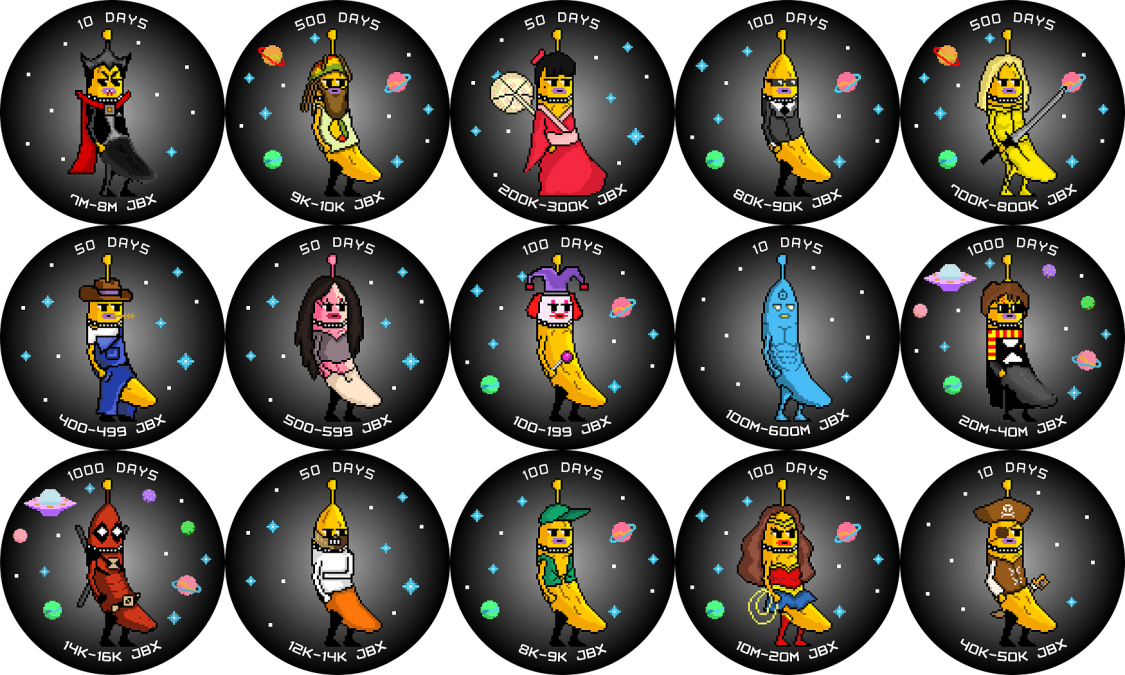 10 DAYS
7M-8M JBX
500 DAYS
9K-10K JBX
50 DAYS
200K-300K JBX
100 DAYS
80K-90K JBX
500 DAYS
700K-800K JBX
50 DAYS
400-499 JBX
50 DAYS
500-599 JBX
100 DAYS
100-199 JBX
10 DAYS
100M-600M JBX
1000 DAYS
20M-40M JBX
1000 DAYS
14K-16K JBX
50 DAYS
12K-14K JBX
100 DAYS
8K-9K JBX
100 DAYS
10M-20M JBX
10 DAYS
40K-50K JBX